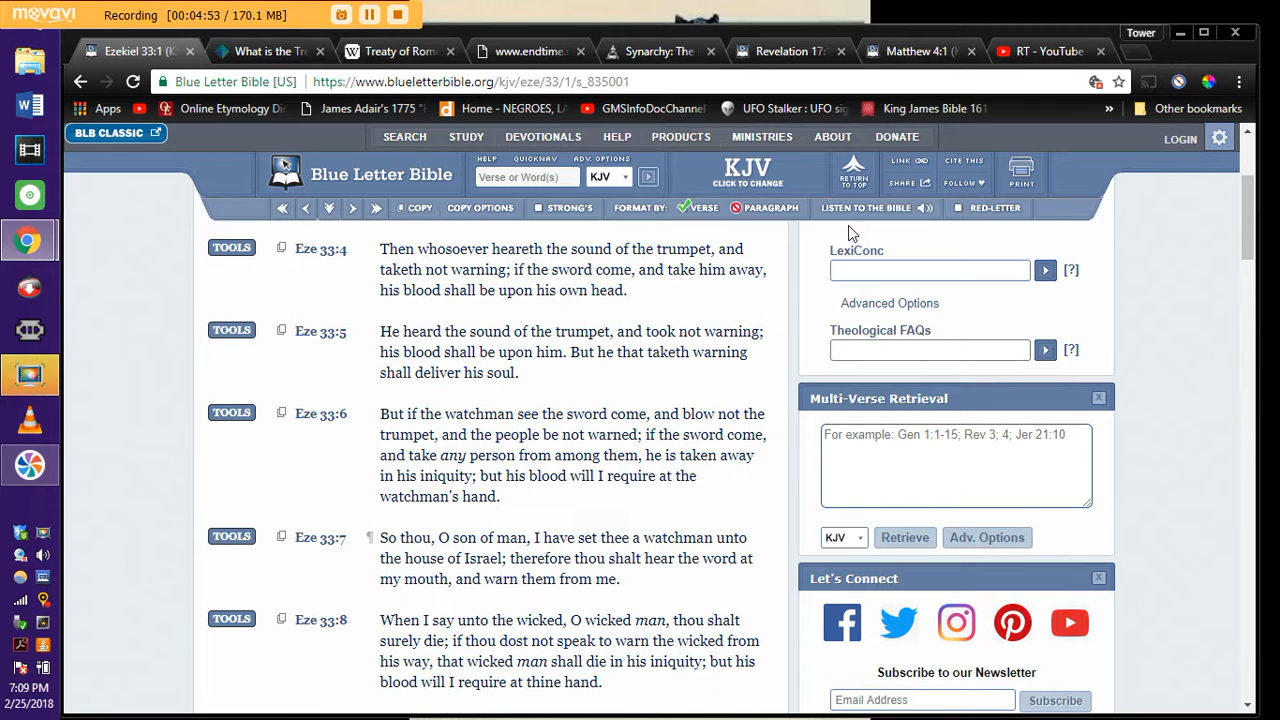 movavi
Recording (00:04:53 / 170.1 MB)
Tower
Ezekiel 33:1 (K
What is the Tr
Treaty of Rom
www.endtime.
Synarchy: The
Revelation 17:
Matthew 4:1 (
RT - YouTube
Blue Letter Bible [US]
https://www.blueletterbible.org/kjv/eze/33/1/s_835001
Apps
Online Etymology Di
James Adair's 1775 "
Home - NEGROES, LA
GMSInfoDocChannel
UFO Stalker : UFO sig
King James Bible 161
»
Other bookmarks
BLB CLASSIC
SEARCH STUDY DEVOTIONALS HELP PRODUCTS MINISTRIES ABOUT DONATE
LOGIN
Blue Letter Bible
HELP QUICKNAV ADV. OPTIONS
Verse or Word(s)
KJV
KJV
CLICK TO CHANGE
RETURN
TO TOP
LINK
CITE THIS
SHARE
FOLLOW
PRINT
COPY COPY OPTIONS STRONG'S FORMAT BY: VERSE PARAGRAPH LISTEN TO THE BIBLE RED-LETTER
TOOLS Eze 33:4 Then whosoever heareth the sound of the trumpet, and
taketh not warning; if the sword come, and take him away,
his blood shall be upon his own head.
TOOLS Eze 33:5 He heard the sound of the trumpet, and took not warning;
his blood shall be upon him. But he that taketh warning
shall deliver his soul.
TOOLS Eze 33:6 But if the watchman see the sword come, and blow not the
trumpet, and the people be not warned; if the sword come,
and take any person from among them, he is taken away
in his iniquity; but his blood will I require at the
watchman's hand.
TOOLS Eze 33:7 ¶ So thou, O son of man, I have set thee a watchman unto
the house of Israel; therefore thou shalt hear the word at
my mouth, and warn them from me.
TOOLS Eze 33:8 When I say unto the wicked, O wicked man, thou shalt
surely die; if thou dost not speak to warn the wicked from
his way, that wicked man shall die in his iniquity; but his
blood will I require at thine hand.
LexiConc
[?]
Advanced Options
Theological FAQs
[?]
Multi-Verse Retrieval
For example: Gen 1:1-15; Rev 3; 4; Jer 21:10
KJV Retrieve Adv. Options
Let's Connect
Subscribe to our Newsletter
Email Address Subscribe
7:09 PM
2/25/2018